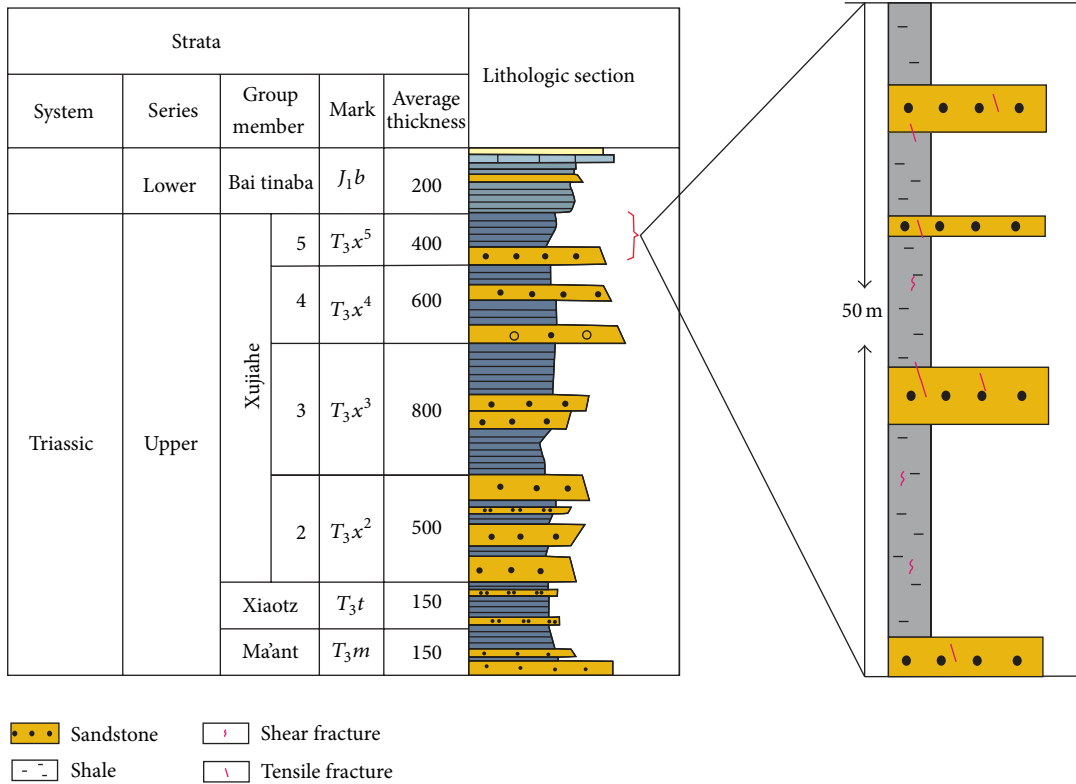 Strata
Lithologic section
System
Series
Group
member
Mark
Average
thickness
Lower
Bai tinaba
J₁b
200
Triassic
Upper
Xujiahe
5
T₃x⁵
400
4
T₃x⁴
600
3
T₃x³
800
2
T₃x²
500
Xiaotz
T₃t
150
Ma'ant
T₃m
150
50 m
Sandstone
Shear fracture
Shale
Tensile fracture